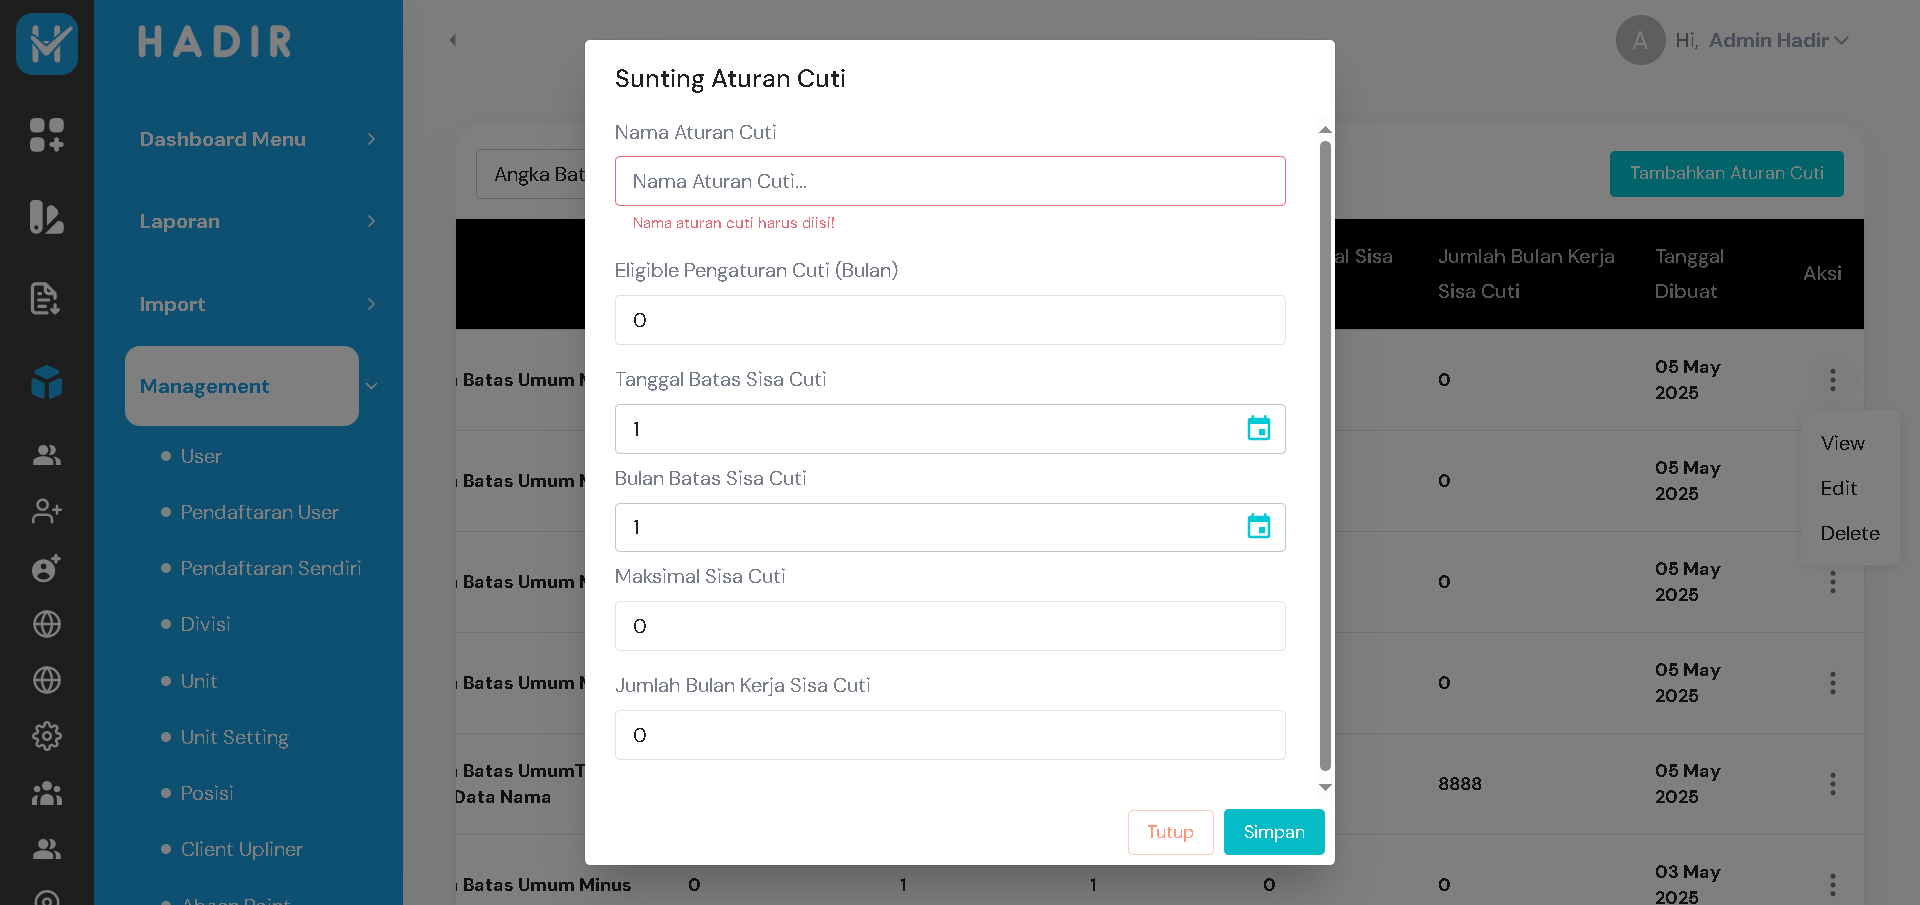 HADIR
Dashboard Menu
Laporan
Import
Management
User
Pendaftaran User
Pendaftaran Sendiri
Divisi
Unit
Unit Setting
Posisi
Client Upliner
Absen Point
A
Hi, Admin Hadir
Angka Bat
Tambahkan Aturan Cuti
al Sisa
Jumlah Bulan Kerja
Sisa Cuti
Tanggal
Dibuat
Aksi
Batas Umum
0
05 May
2025
Batas Umum
0
05 May
2025
Batas Umum
0
05 May
2025
Batas Umum
0
05 May
2025
Batas UmumT
Data Nama
8888
05 May
2025
Batas Umum Minus
0
1
1
0
0
03 May
2025
View
Edit
Delete
Sunting Aturan Cuti
Nama Aturan Cuti
Nama Aturan Cuti...
Nama aturan cuti harus diisi!
Eligible Pengaturan Cuti (Bulan)
0
Tanggal Batas Sisa Cuti
1
Bulan Batas Sisa Cuti
1
Maksimal Sisa Cuti
0
Jumlah Bulan Kerja Sisa Cuti
0
Tutup
Simpan